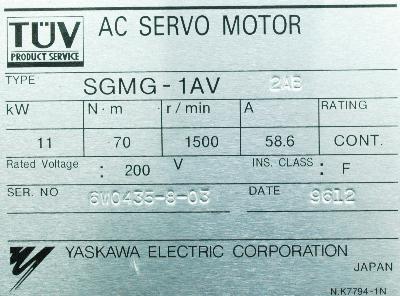 TÜV
PRODUCT SERVICE
AC SERVO MOTOR
TYPE SGMG-1AV 2AB
kW N·m r/min A RATING
11 70 1500 58.6 CONT.
Rated Voltage : 200 V INS. CLASS : F
SER. NO 6W0435-8-03 DATE 9612
YASKAWA ELECTRIC CORPORATION
JAPAN
N.K7794-1N